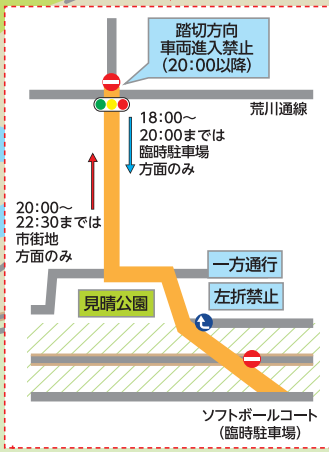 踏切方向
車両進入禁止
(20:00以降)
荒川通線
18:00～
20:00までは
臨時駐車場
方面のみ
20:00～
22:30までは
市街地
方面のみ
一方通行
見晴公園
左折禁止
ソフトボールコート
(臨時駐車場)